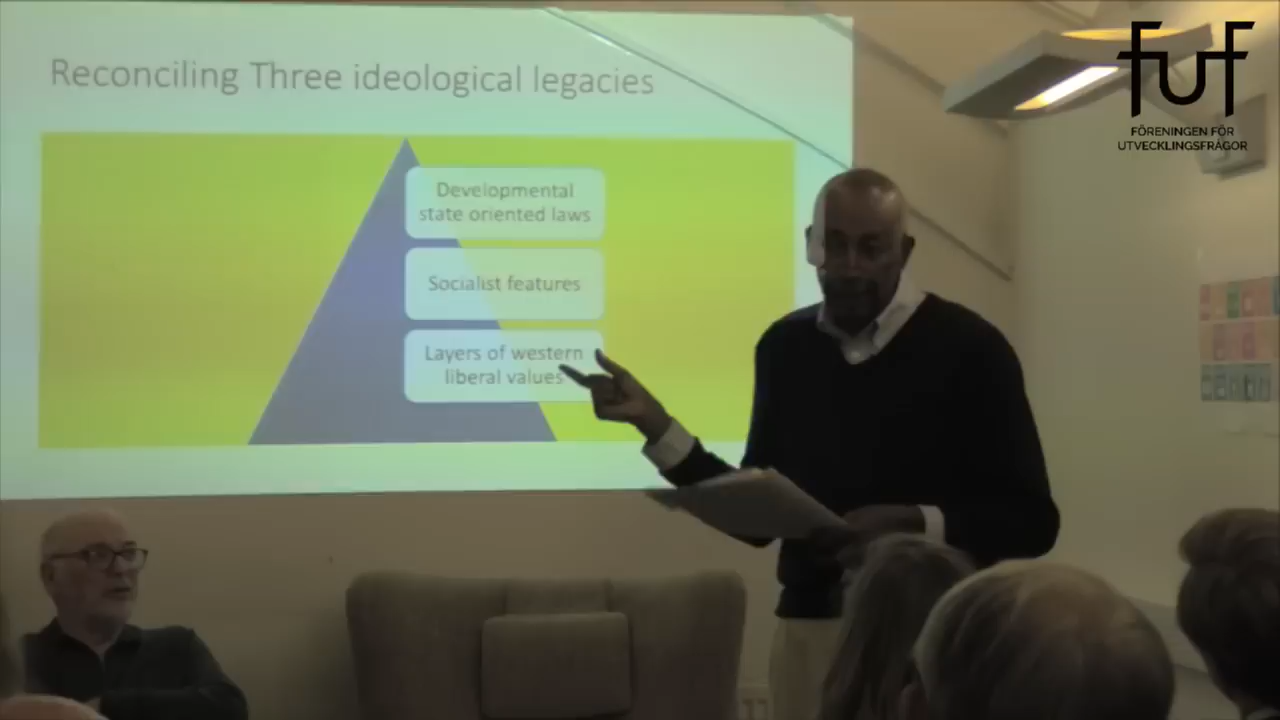 Reconciling Three ideological legacies
Developmental
state oriented laws
Socialist features
Layers of western
liberal values
fuf
FÖRENINGEN FÖR
UTVECKLINGSFRÅGOR